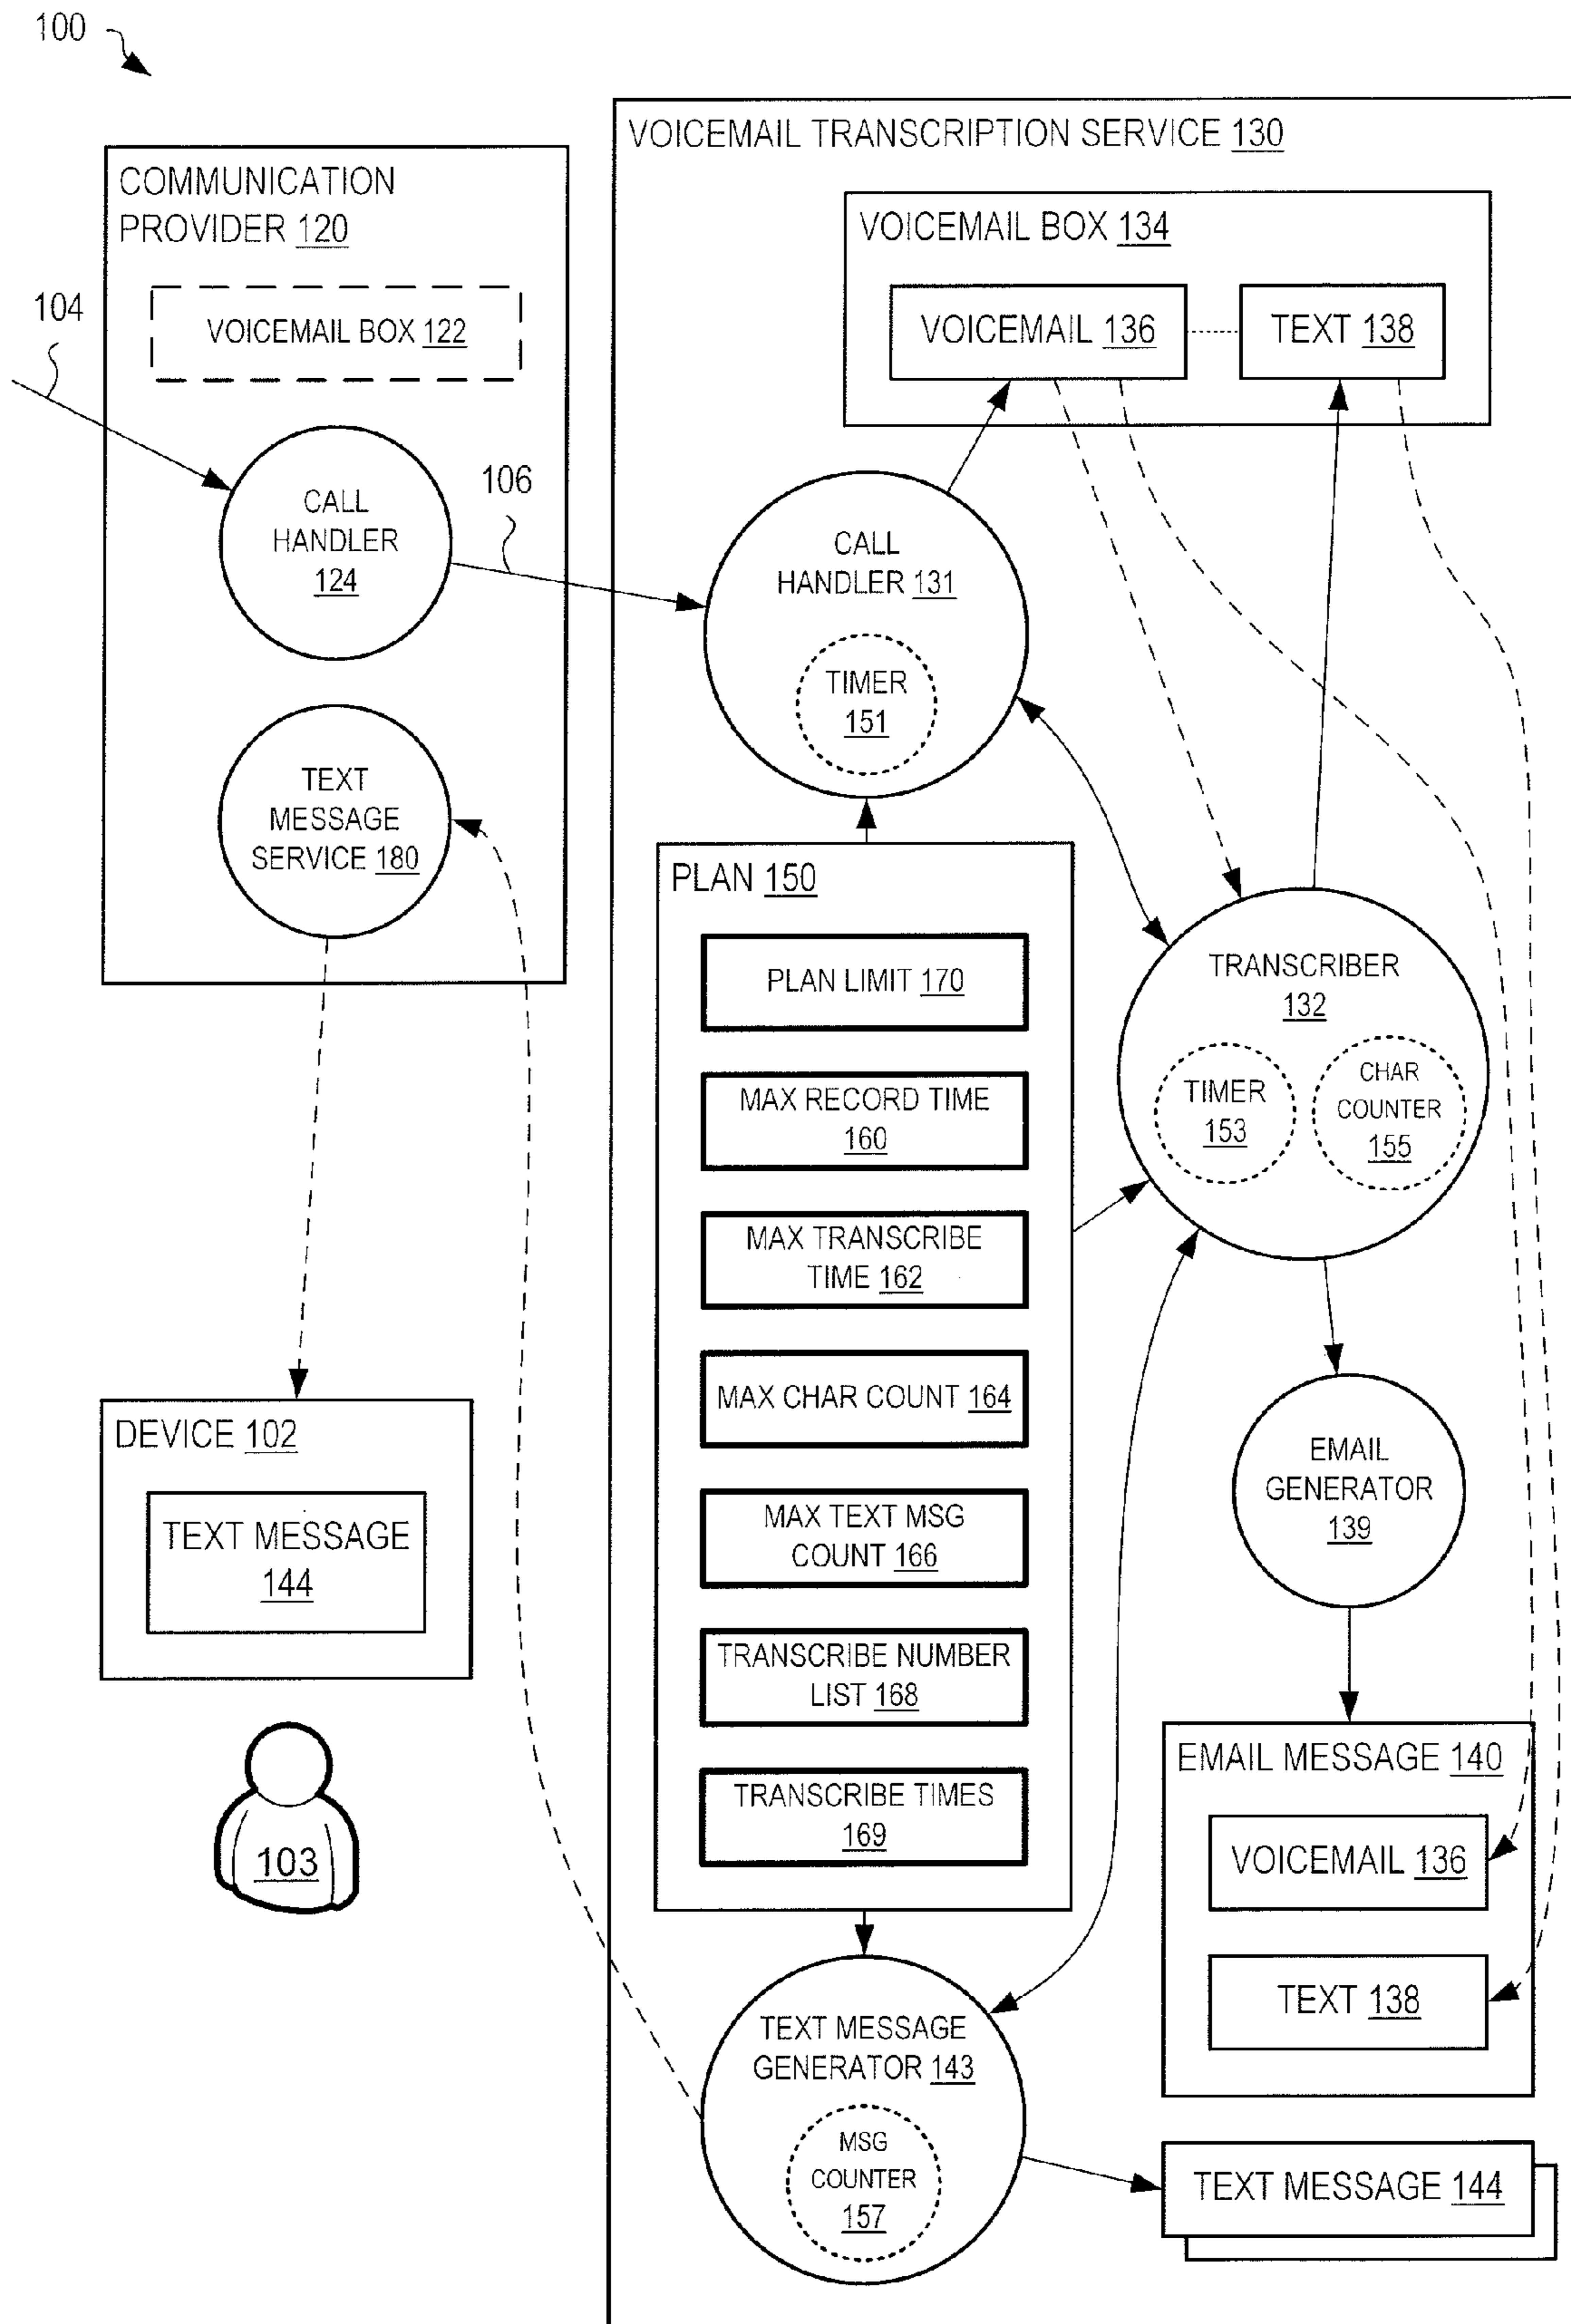 100
VOICEMAIL TRANSCRIPTION SERVICE 130
COMMUNICATION
PROVIDER 120
VOICEMAIL BOX 122
104
CALL
HANDLER
124
106
TEXT
MESSAGE
SERVICE 180
VOICEMAIL BOX 134
VOICEMAIL 136
TEXT 138
CALL
HANDLER 131
TIMER
151
PLAN 150
PLAN LIMIT 170
MAX RECORD TIME
160
MAX TRANSCRIBE
TIME 162
MAX CHAR COUNT 164
MAX TEXT MSG
COUNT 166
TRANSCRIBE NUMBER
LIST 168
TRANSCRIBE TIMES
169
TRANSCRIBER
132
TIMER
153
CHAR
COUNTER
155
DEVICE 102
TEXT MESSAGE
144
103
EMAIL
GENERATOR
139
EMAIL MESSAGE 140
VOICEMAIL 136
TEXT 138
TEXT MESSAGE
GENERATOR 143
MSG
COUNTER
157
TEXT MESSAGE 144